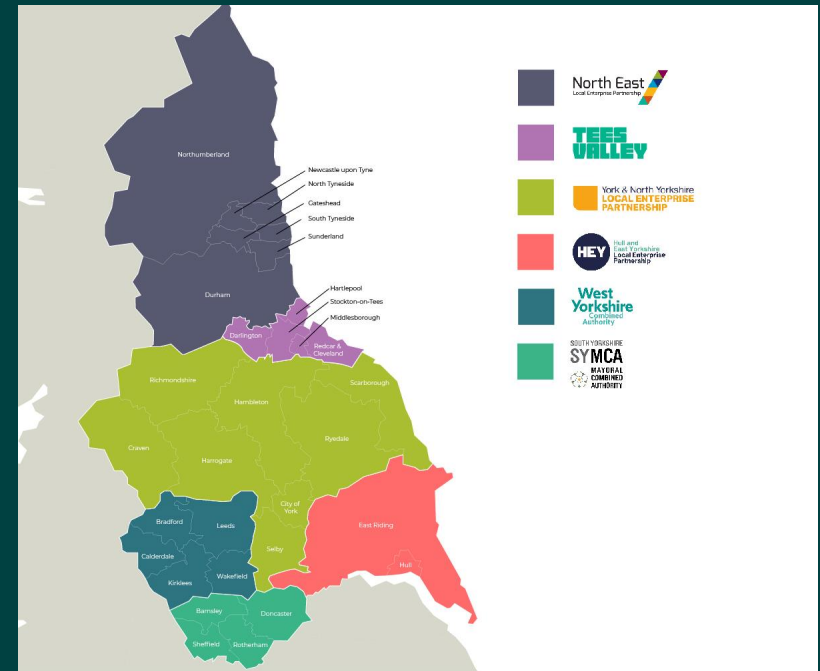 Northumberland
Newcastle upon Tyne
North Tyneside
Gateshead
South Tyneside
Sunderland
Durham
Hartlepool
Stockton-on-Tees
Middlesborough
Darlington
Redcar &
Cleveland
Richmondshire
Scarborough
Hambleton
Ryedale
Craven
Harrogate
City of
York
Selby
East Riding
Hull
Bradford
Leeds
Calderdale
Kirklees
Wakefield
Barnsley
Doncaster
Sheffield
Rotherham
North East
Local Enterprise Partnership
TEES
VALLEY
York & North Yorkshire
LOCAL ENTERPRISE
PARTNERSHIP
HEY
Hull and
East Yorkshire
Local Enterprise
Partnership
West
Yorkshire
Combined
Authority
SOUTH YORKSHIRE
SYMCA
MAYORAL
COMBINED
AUTHORITY